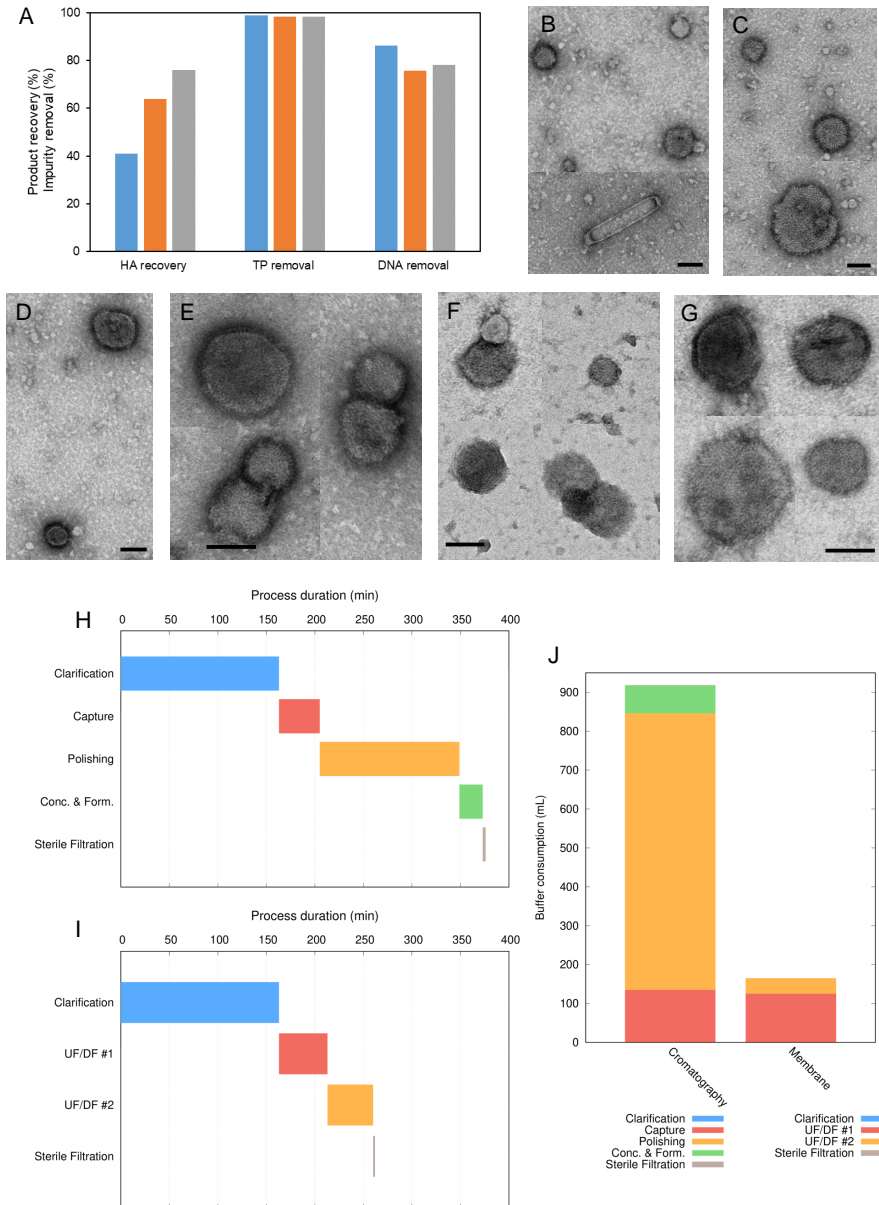 A
Product recovery (%)
Impurity removal (%)
100
80
60
40
20
0
HA recovery
TP removal
DNA removal
B
C
D
E
F
G
H
Process duration (min)
0 50 100 150 200 250 300 350 400
Clarification
Capture
Polishing
Conc. & Form.
Sterile Filtration
I
Process duration (min)
0 50 100 150 200 250 300 350 400
Clarification
UF/DF #1
UF/DF #2
Sterile Filtration
J
Buffer consumption (mL)
900
800
700
600
500
400
300
200
100
0
Cromatography
Membrane
Clarification
Capture
Polishing
Conc. & Form.
Sterile Filtration
Clarification
UF/DF #1
UF/DF #2
Sterile Filtration